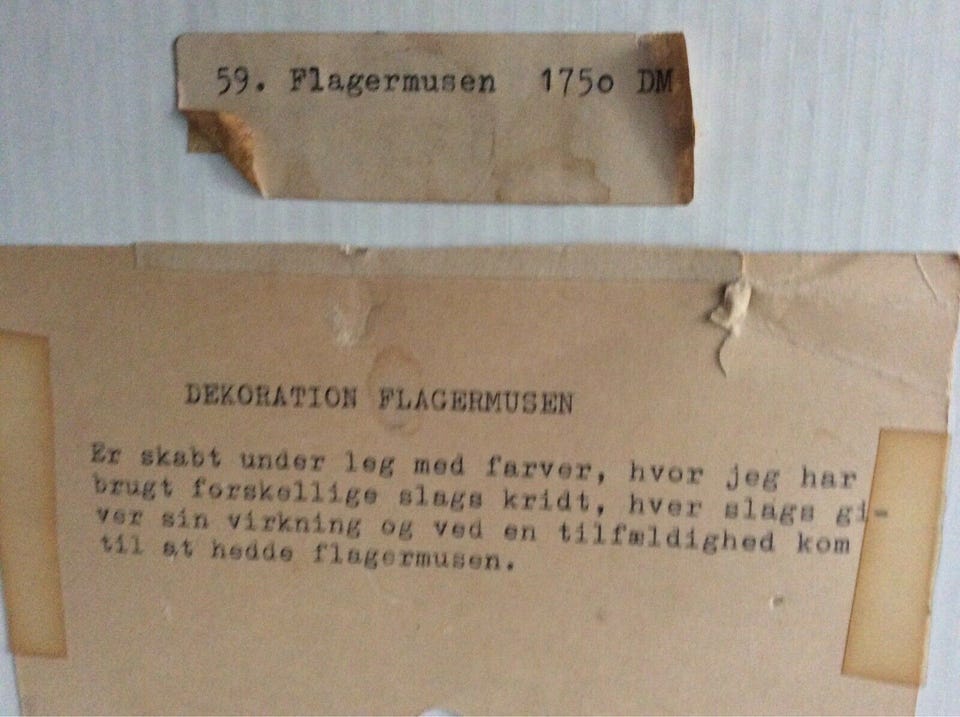 59. Flagermusen 175o DM
DEKORATION FLAGERMUSEN
Er skabt under leg med farver, hvor jeg har
brugt forskellige slags kridt, hver slags gi-
ver sin virkning og ved en tilfældighed kom
til at hedde flagermusen.